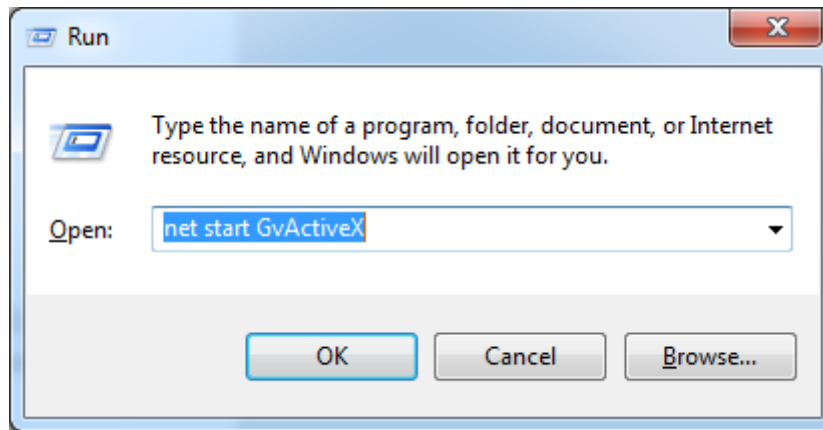 Run
Type the name of a program, folder, document, or Internet
resource, and Windows will open it for you.
Open: net start GvActiveX
OK Cancel Browse...